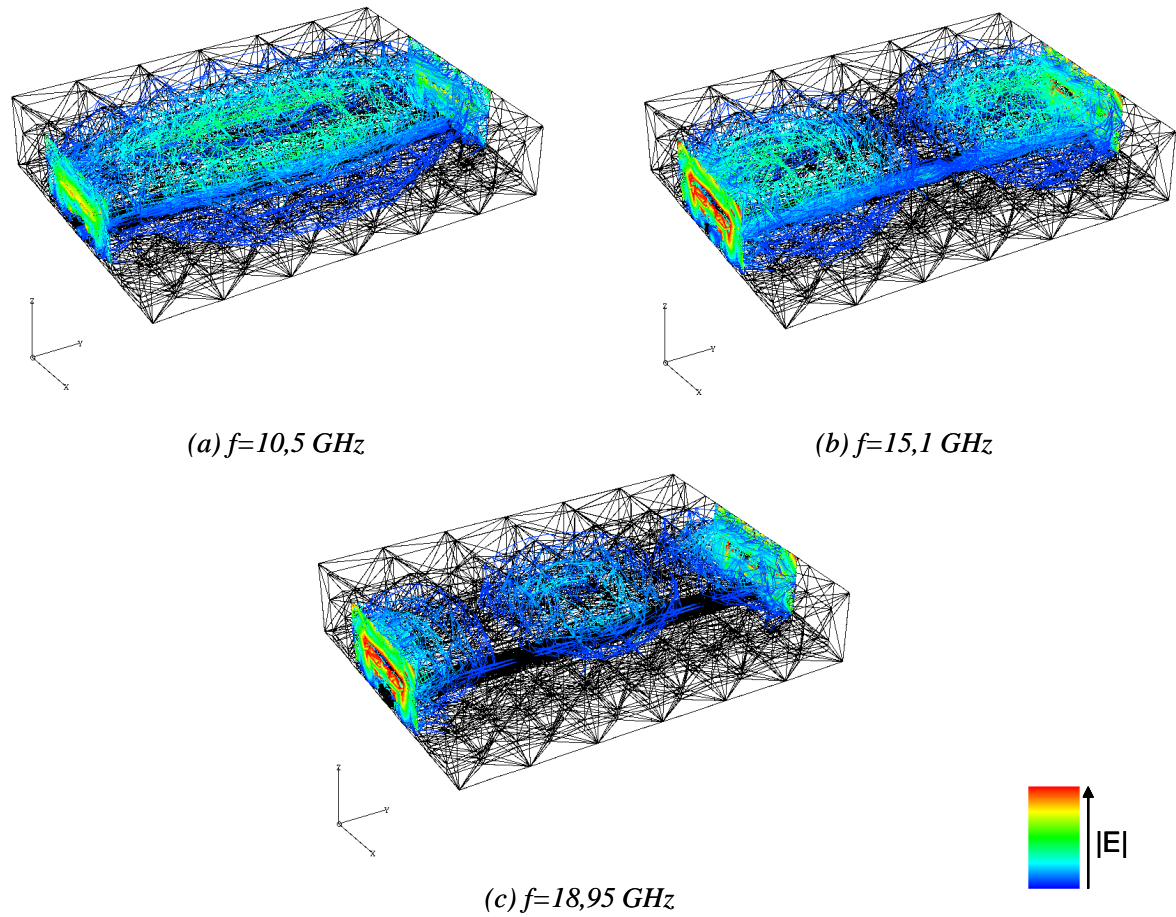 Z
Y
X
(a) f=10,5 GHz
Z
Y
X
(b) f=15,1 GHz
Z
Y
X
(c) f=18,95 GHz
|E|